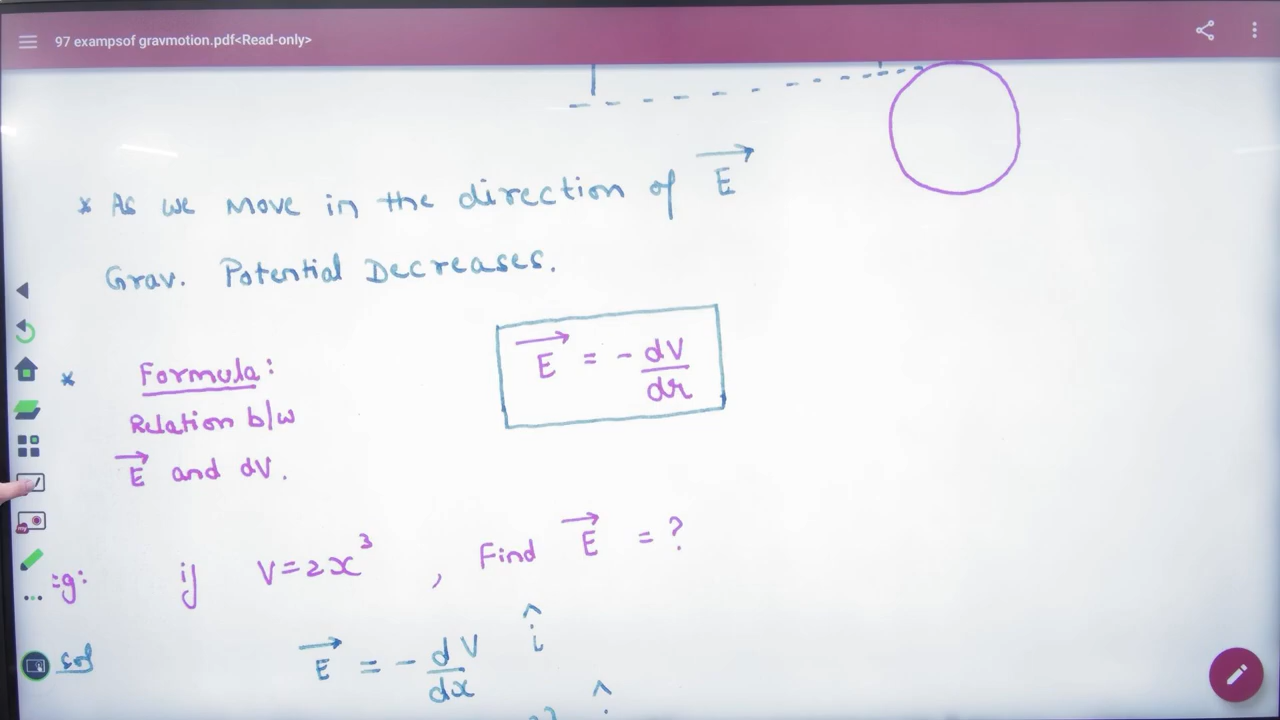 97 exampsof gravmotion.pdf<Read-only>
* As we move in the direction of E⃗
Grav. Potential Decreases.
* Formula:
Relation b/w
E⃗ and dV.
E⃗ = - dV/dr
:g: if V=2x³, Find E⃗ = ?
Sol E⃗ = - dV/dx î